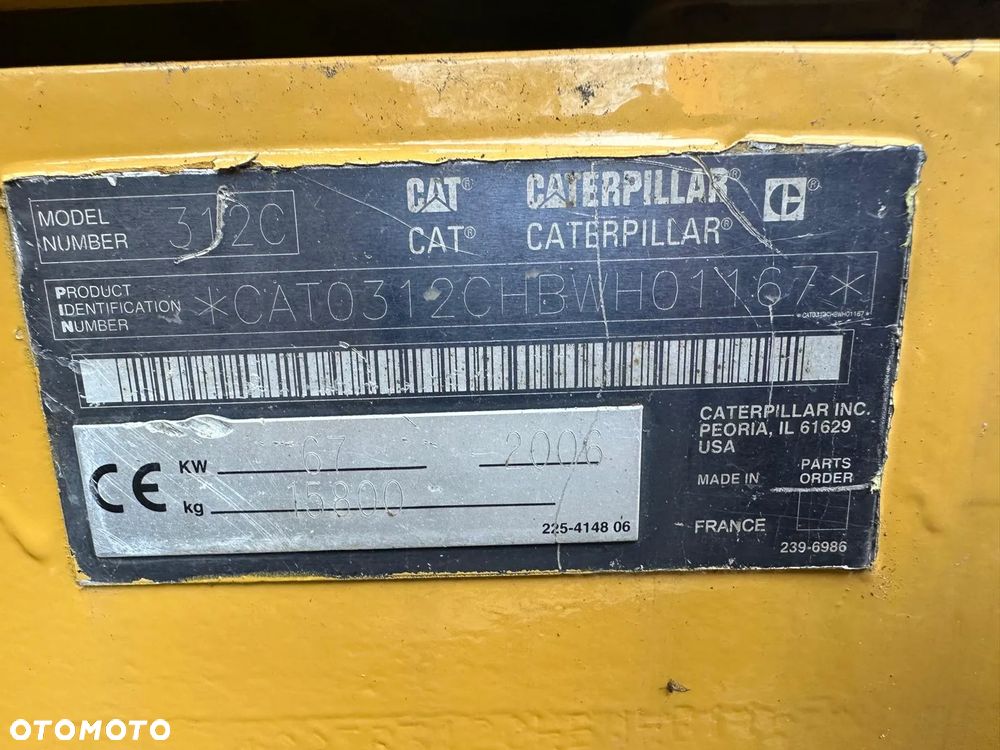 MODEL NUMBER 312C
CAT® CATERPILLAR® C®
CAT® CATERPILLAR®
PRODUCT IDENTIFICATION NUMBER *CAT0312CHBWH01167*
*CAT0312CHBWH01167*
CE
KW 67 2006
kg 15800
225-4148 06
CATERPILLAR INC.
PEORIA, IL 61629
USA
MADE IN
FRANCE
PARTS
ORDER
239-6986
OTOMOTO